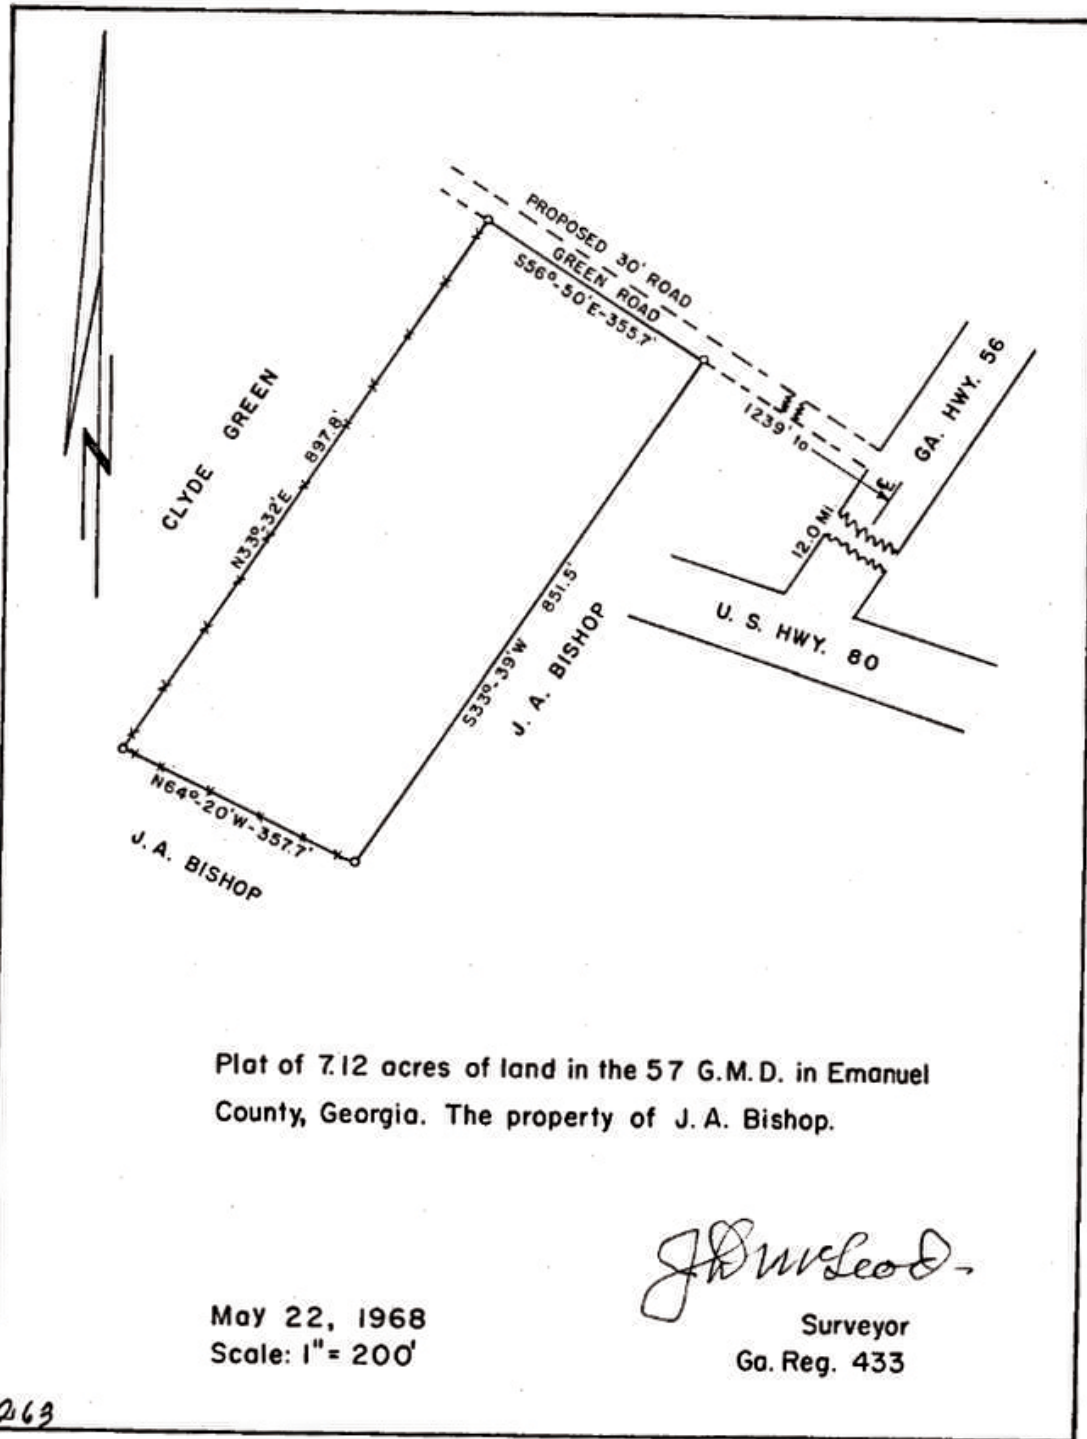 PROPOSED 30' ROAD
GREEN ROAD
S56°-50'E-355.7'
GA. HWY. 56
1239' to
℄
12.0 MI.
U. S. HWY. 80
CLYDE GREEN
N33°-32'E 897.8'
S33°-39'W 851.5'
J. A. BISHOP
N64°-20'W-357.7'
J. A. BISHOP
N
Plat of 7.12 acres of land in the 57 G.M.D. in Emanuel
County, Georgia. The property of J. A. Bishop.
J D McLeod
May 22, 1968
Scale: 1" = 200'
Surveyor
Ga. Reg. 433
263